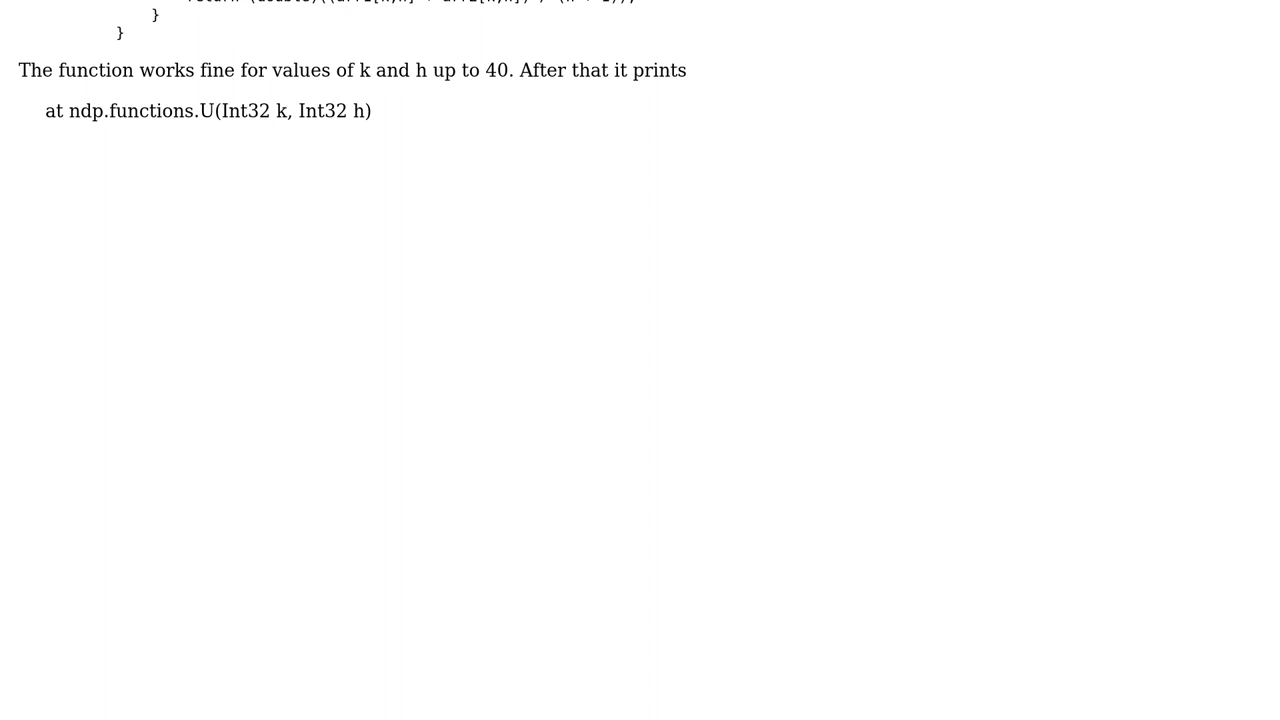 }
}
The function works fine for values of k and h up to 40. After that it prints
at ndp.functions.U(Int32 k, Int32 h)